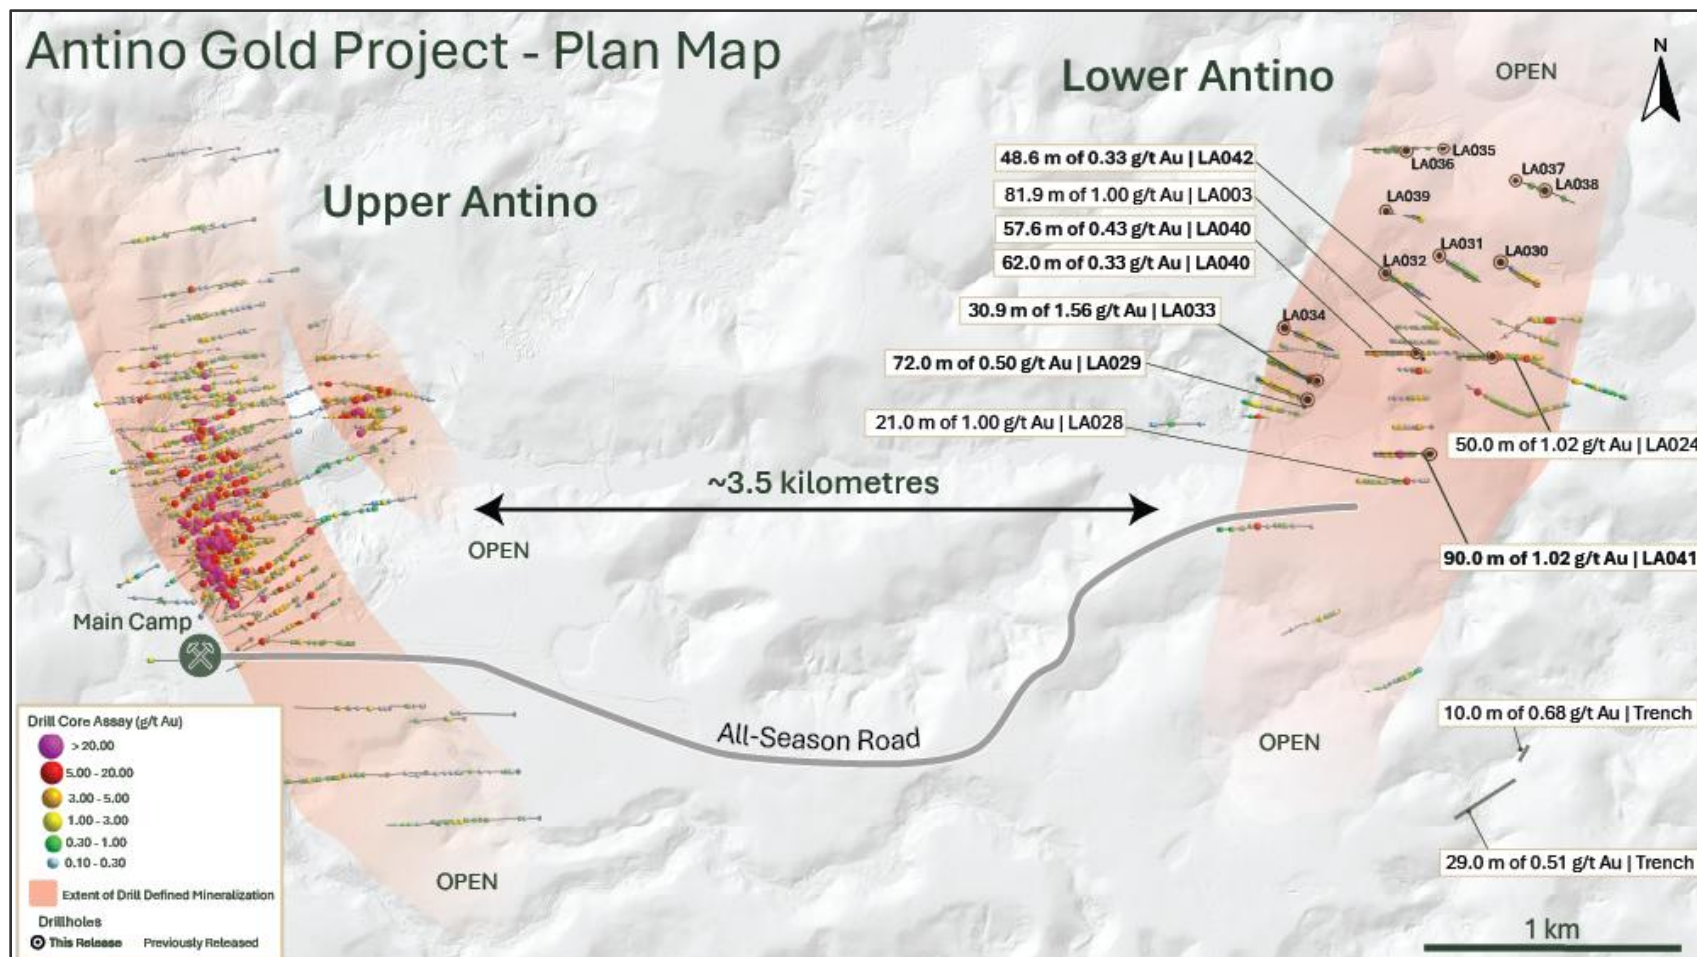 Antino Gold Project - Plan Map
Lower Antino
OPEN
N
Upper Antino
48.6 m of 0.33 g/t Au | LA042
81.9 m of 1.00 g/t Au | LA003
57.6 m of 0.43 g/t Au | LA040
62.0 m of 0.33 g/t Au | LA040
30.9 m of 1.56 g/t Au | LA033
72.0 m of 0.50 g/t Au | LA029
21.0 m of 1.00 g/t Au | LA028
LA035
LA036
LA037
LA038
LA039
LA031
LA030
LA032
LA034
50.0 m of 1.02 g/t Au | LA024
90.0 m of 1.02 g/t Au | LA041
~3.5 kilometres
OPEN
Main Camp
All-Season Road
OPEN
OPEN
10.0 m of 0.68 g/t Au | Trench
29.0 m of 0.51 g/t Au | Trench
1 km
Drill Core Assay (g/t Au)
> 20.00
5.00 - 20.00
3.00 - 5.00
1.00 - 3.00
0.30 - 1.00
0.10 - 0.30
Extent of Drill Defined Mineralization
Drillholes
This Release Previously Released